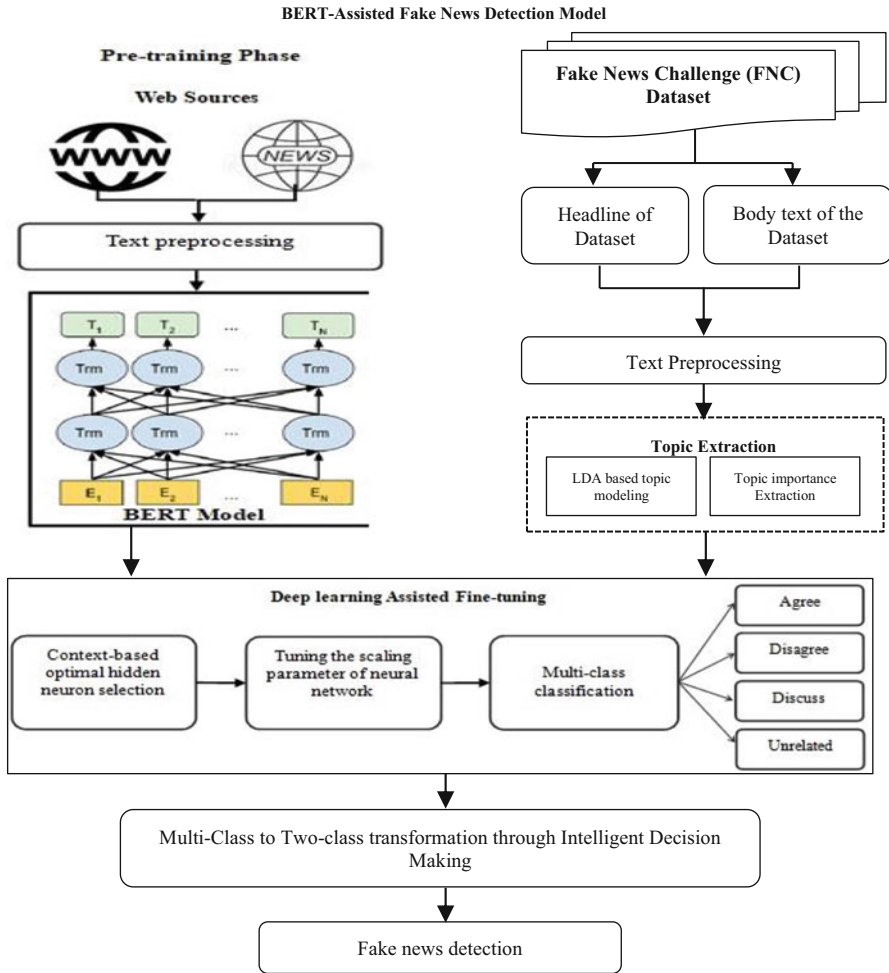 BERT-Assisted Fake News Detection Model
Pre-training Phase
Web Sources
WWW
NEWS
Text preprocessing
T1 T2 ... TN
Trm Trm ... Trm
Trm Trm ... Trm
E1 E2 ... EN
BERT Model
Fake News Challenge (FNC)
Dataset
Headline of
Dataset
Body text of the
Dataset
Text Preprocessing
Topic Extraction
LDA based topic
modeling
Topic importance
Extraction
Deep learning Assisted Fine-tuning
Context-based
optimal hidden
neuron selection
Tuning the scaling
parameter of neural
network
Multi-class
classification
Agree
Disagree
Discuss
Unrelated
Multi-Class to Two-class transformation through Intelligent Decision
Making
Fake news detection